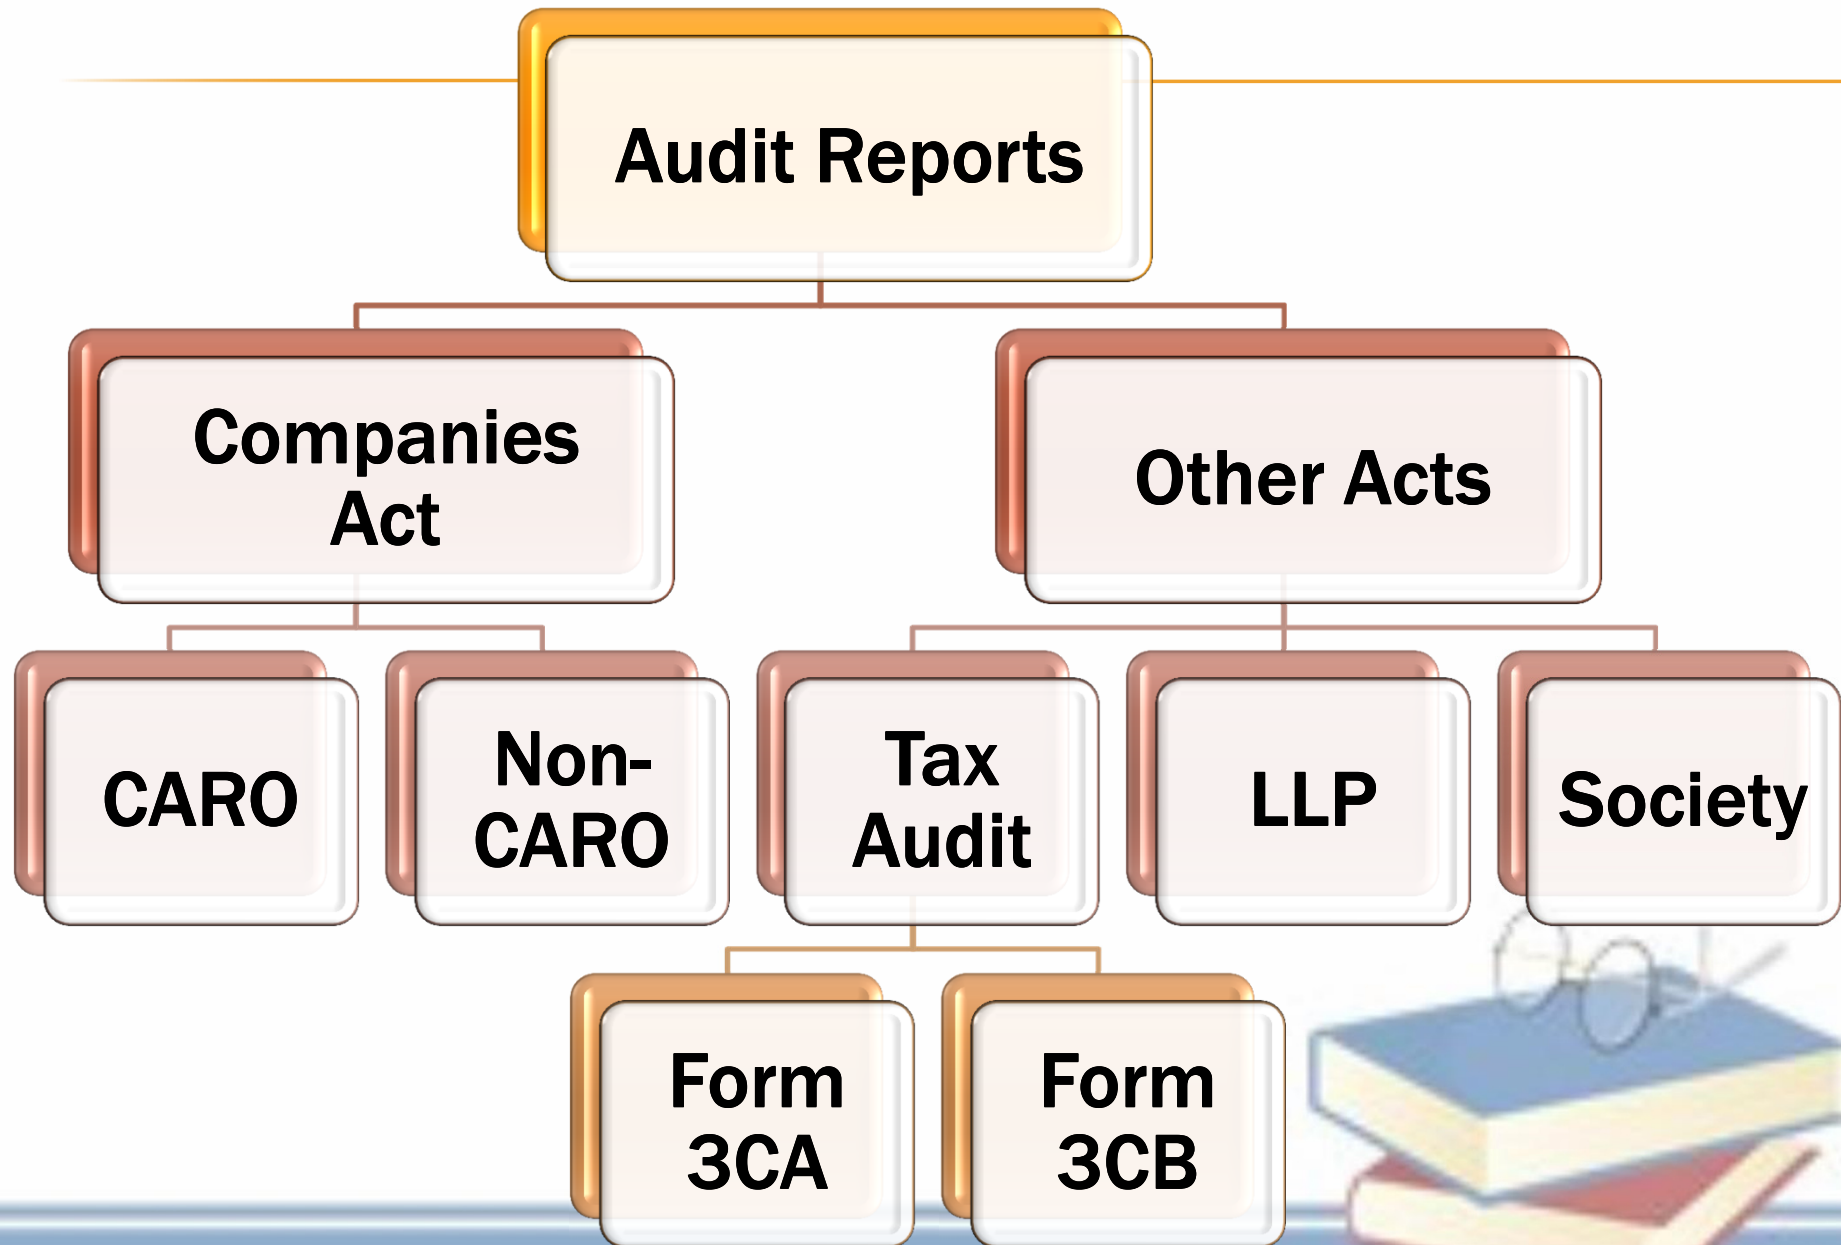 Audit Reports
Companies
Act
Other Acts
CARO
Non-
CARO
Tax
Audit
LLP
Society
Form
3CA
Form
3CB